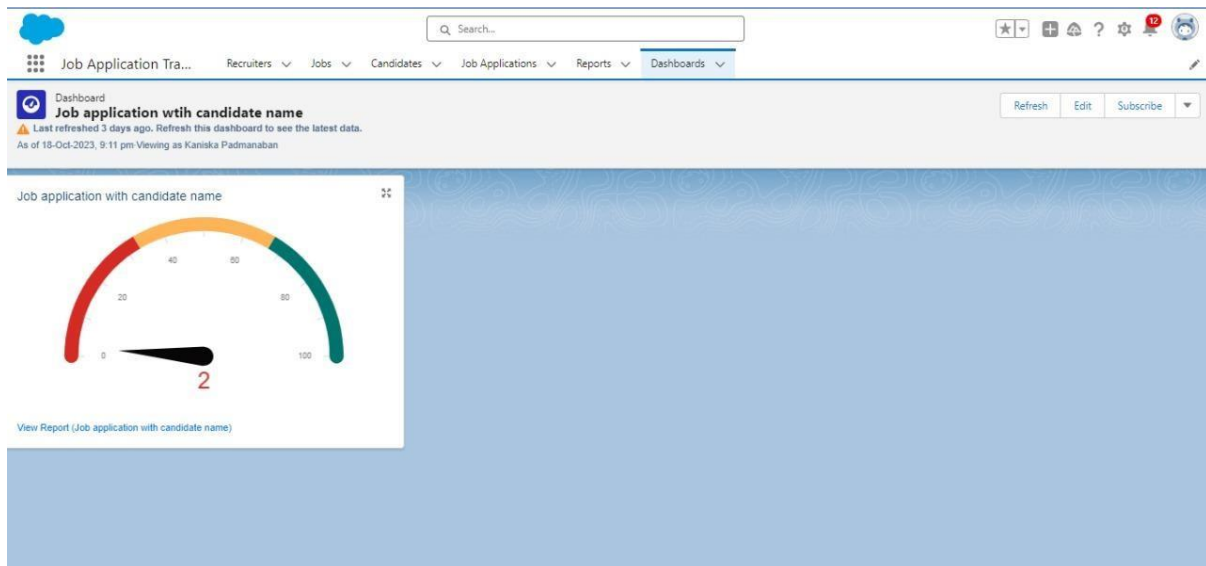 Search...
12
Job Application Tra...
Recruiters
Jobs
Candidates
Job Applications
Reports
Dashboards
Dashboard
Job application wtih candidate name
Last refreshed 3 days ago. Refresh this dashboard to see the latest data.
As of 18-Oct-2023, 9:11 pm·Viewing as Kaniska Padmanaban
Refresh
Edit
Subscribe
Job application with candidate name
40
60
20
80
0
100
2
View Report (Job application with candidate name)